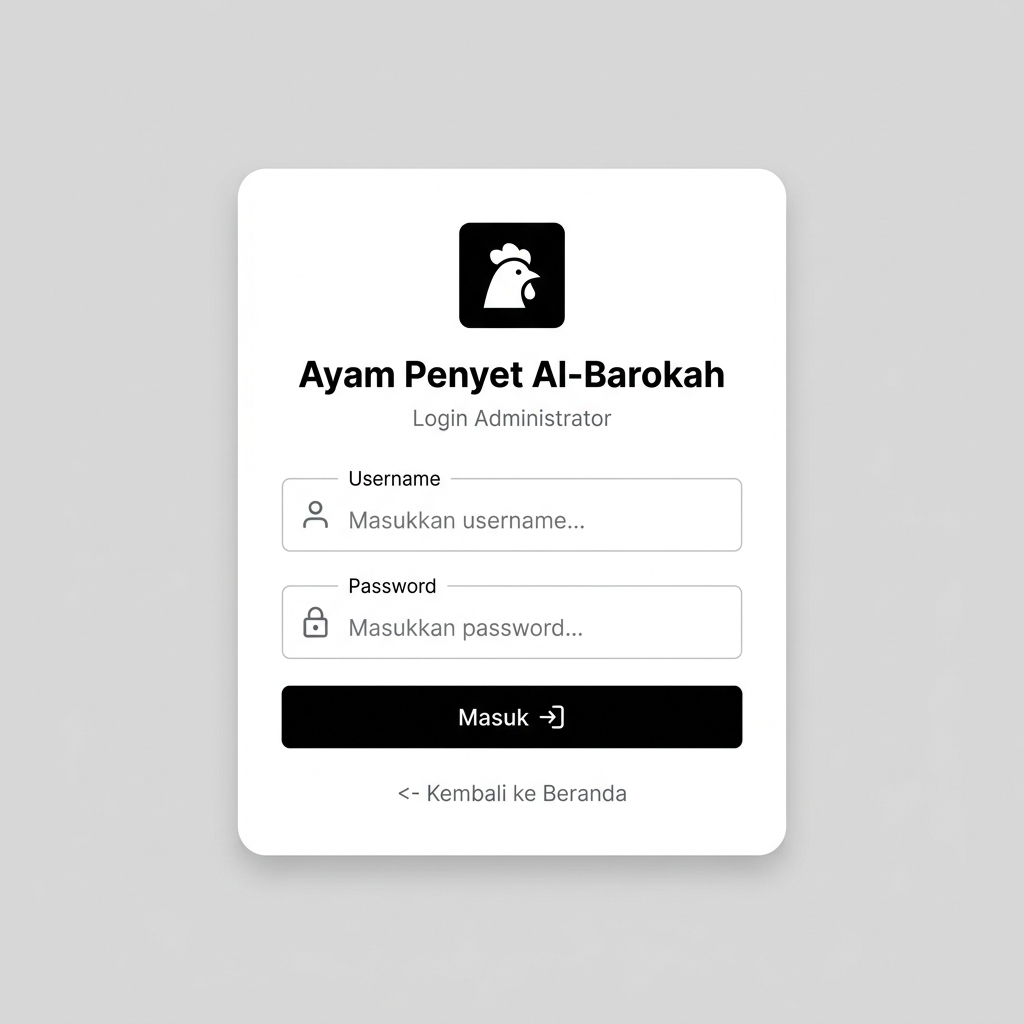 Ayam Penyet Al-Barokah
Login Administrator
Username
Masukkan username...
Password
Masukkan password...
Masuk
<- Kembali ke Beranda